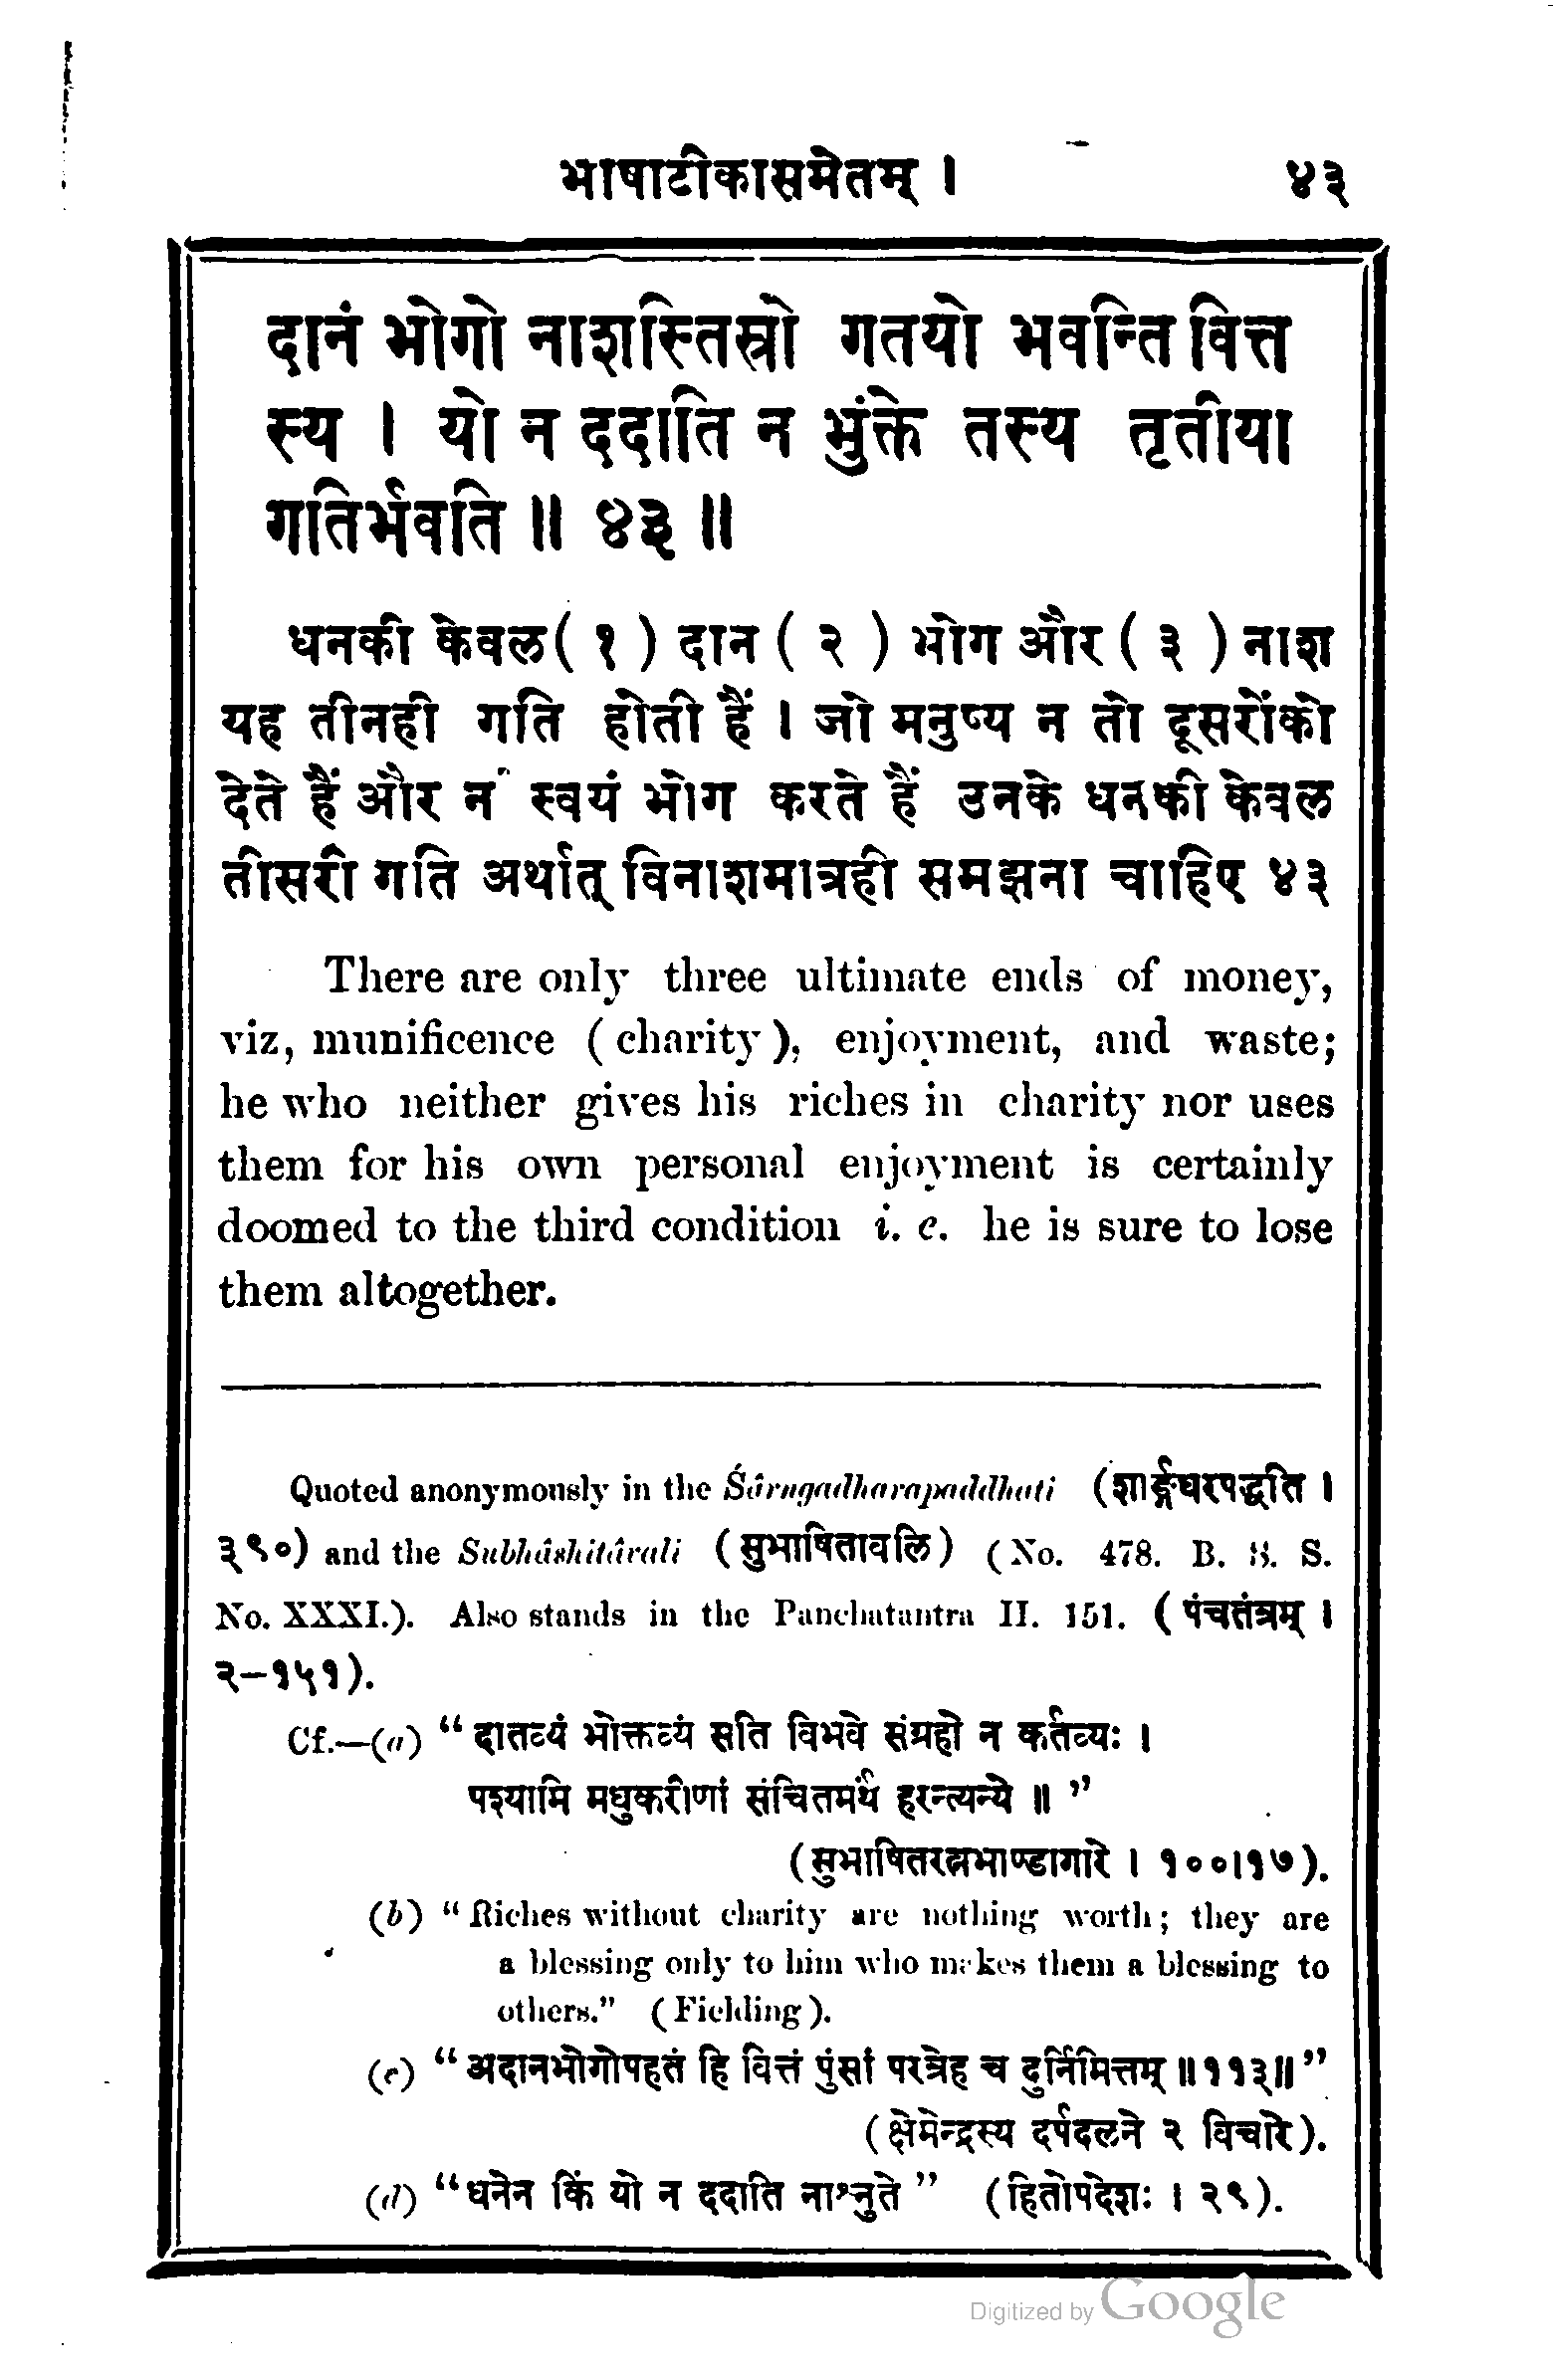 भाषाटीकासमेतम् । ४३
दानं भोगो नाशस्तिस्रो गतयो भवन्ति वित्त
स्य । यो न ददाति न भुंक्ते तस्य तृतीया
गतिर्भवति ॥ ४३ ॥
धनकी केवल ( १ ) दान ( २ ) भोग और ( ३ ) नाश
यह तीनही गति होती हैं । जो मनुष्य न तो दूसरोंको
देते हैं और न स्वयं भोग करते हैं उनके धनकी केवल
तीसरी गति अर्थात् विनाशमात्रही समझना चाहिए ४३
There are only three ultimate ends of money,
viz, munificence ( charity ), enjoyment, and waste;
he who neither gives his riches in charity nor uses
them for his own personal enjoyment is certainly
doomed to the third condition i. e. he is sure to lose
them altogether.
Quoted anonymously in the Śârngadharapaddhati (शार्ङ्गधरपद्धति ।
३९०) and the Subhâshitâvali ( सुभाषितावलि ) ( No. 478. B. S. S.
No. XXXI.). Also stands in the Panchatantra II. 151. ( पंचतंत्रम् ।
२–१५१).
Cf.—(a) “ दातव्यं भोक्तव्यं सति विभवे संग्रहो न कर्तव्यः ।
पश्यामि मधुकरीणां संचितमर्थं हरन्त्यन्ये ॥ ”
( सुभाषितरत्नभाण्डागारे । १००।१७ ).
(b) “ Riches without charity are nothing worth; they are
a blessing only to him who makes them a blessing to
others.” ( Fielding ).
(c) “ अदानभोगोपहतं हि वित्तं पुंसां परत्रेह च दुर्निमित्तम् ॥११३॥ ”
( क्षेमेन्द्रस्य दर्पदलने २ विचारे ).
(d) “ धनेन किं यो न ददाति नाश्नुते ” ( हितोपदेशः । २९ ).
Digitized by Google